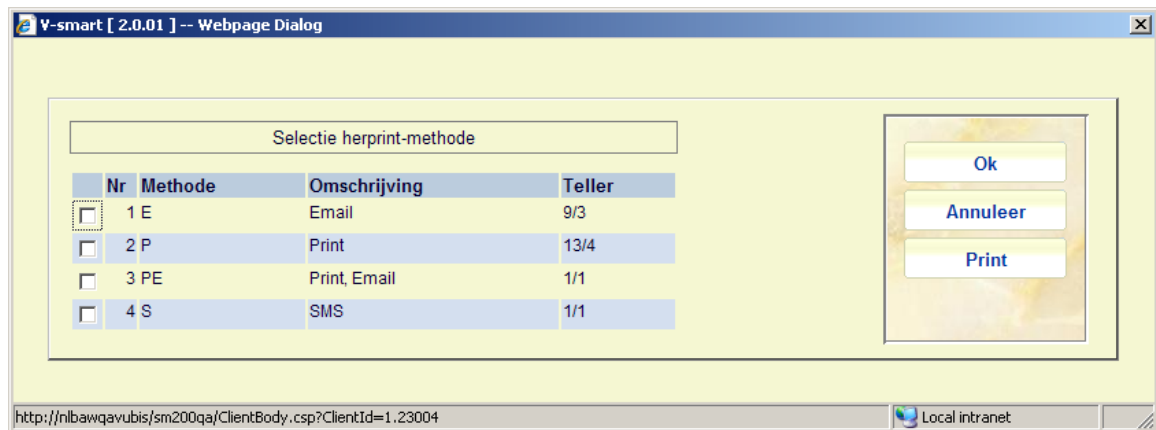 V-smart [ 2.0.01 ] -- Webpage Dialog
Selectie herprint-methode
Nr Methode Omschrijving Teller
1 E Email 9/3
2 P Print 13/4
3 PE Print, Email 1/1
4 S SMS 1/1
Ok
Annuleer
Print
http://nlbawqavubis/sm200qa/ClientBody.csp?ClientId=1.23004
Local intranet